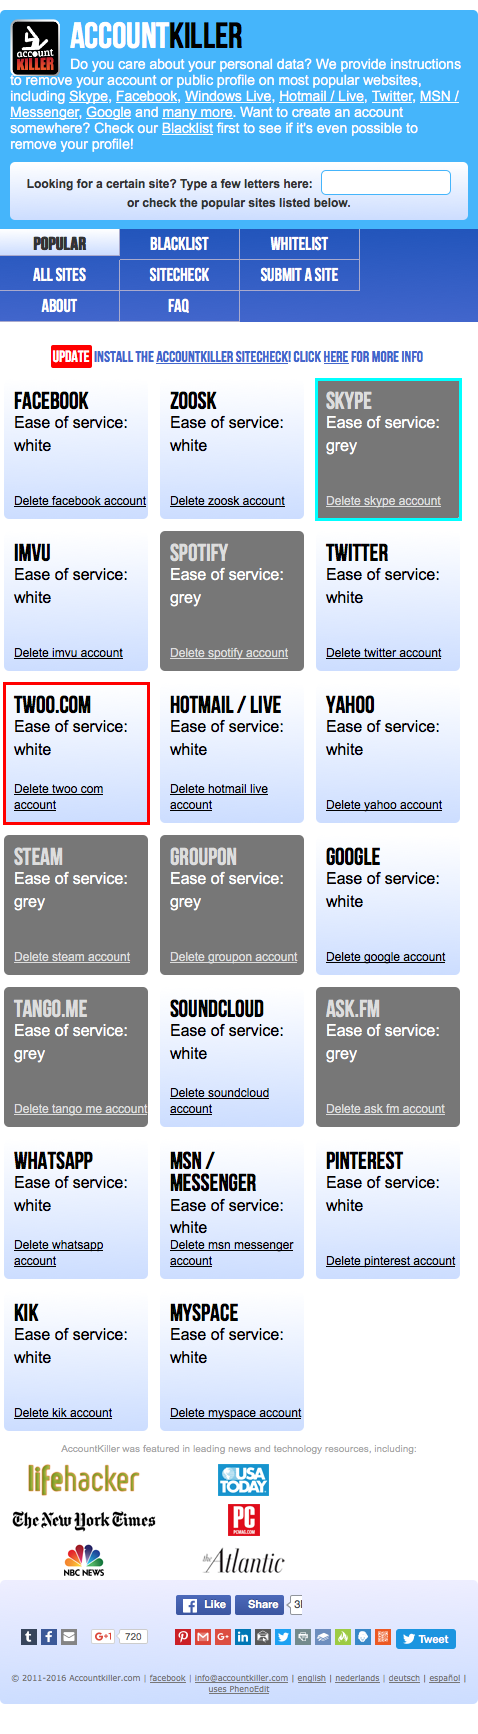 account
KILLER
ACCOUNTKILLER
Do you care about your personal data? We provide instructions
to remove your account or public profile on most popular websites,
including Skype, Facebook, Windows Live, Hotmail / Live, Twitter, MSN /
Messenger, Google and many more. Want to create an account
somewhere? Check our Blacklist first to see if it's even possible to
remove your profile!
Looking for a certain site? Type a few letters here:
or check the popular sites listed below.
POPULAR BLACKLIST WHITELIST
ALL SITES SITECHECK SUBMIT A SITE
ABOUT FAQ
UPDATE INSTALL THE ACCOUNTKILLER SITECHECK! CLICK HERE FOR MORE INFO
FACEBOOK
Ease of service:
white
Delete facebook account
ZOOSK
Ease of service:
white
Delete zoosk account
SKYPE
Ease of service:
grey
Delete skype account
IMVU
Ease of service:
white
Delete imvu account
SPOTIFY
Ease of service:
grey
Delete spotify account
TWITTER
Ease of service:
white
Delete twitter account
TWOO.COM
Ease of service:
white
Delete twoo com
account
HOTMAIL / LIVE
Ease of service:
white
Delete hotmail live
account
YAHOO
Ease of service:
white
Delete yahoo account
STEAM
Ease of service:
grey
Delete steam account
GROUPON
Ease of service:
grey
Delete groupon account
GOOGLE
Ease of service:
white
Delete google account
TANGO.ME
Ease of service:
grey
Delete tango me account
SOUNDCLOUD
Ease of service:
white
Delete soundcloud
account
ASK.FM
Ease of service:
grey
Delete ask fm account
WHATSAPP
Ease of service:
white
Delete whatsapp
account
MSN /
MESSENGER
Ease of service:
white
Delete msn messenger
account
PINTEREST
Ease of service:
white
Delete pinterest account
KIK
Ease of service:
white
Delete kik account
MYSPACE
Ease of service:
white
Delete myspace account
AccountKiller was featured in leading news and technology resources, including:
lifehacker
USA
TODAY
The New York Times
PC
PCMAG.COM
NBC NEWS
the Atlantic
Like Share
G+1 720
Tweet
© 2011-2016 Accountkiller.com | facebook | info@accountkiller.com | english | nederlands | deutsch | español |
uses PhenoEdit